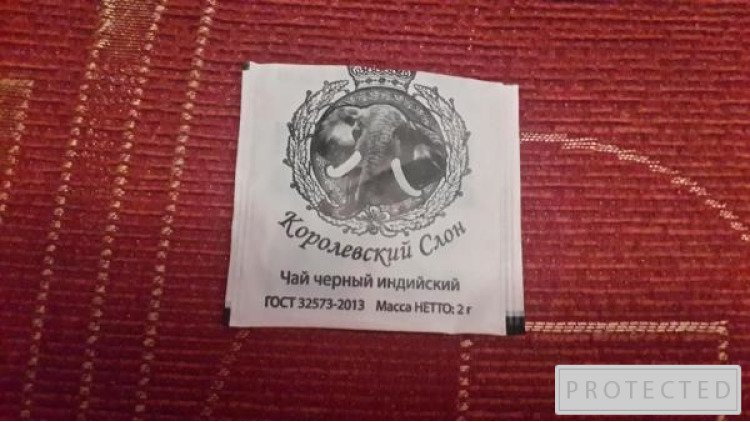 Королевский Слон
Чай черный индийский
ГОСТ 32573-2013 Масса НЕТТО: 2 г
PROTECTED